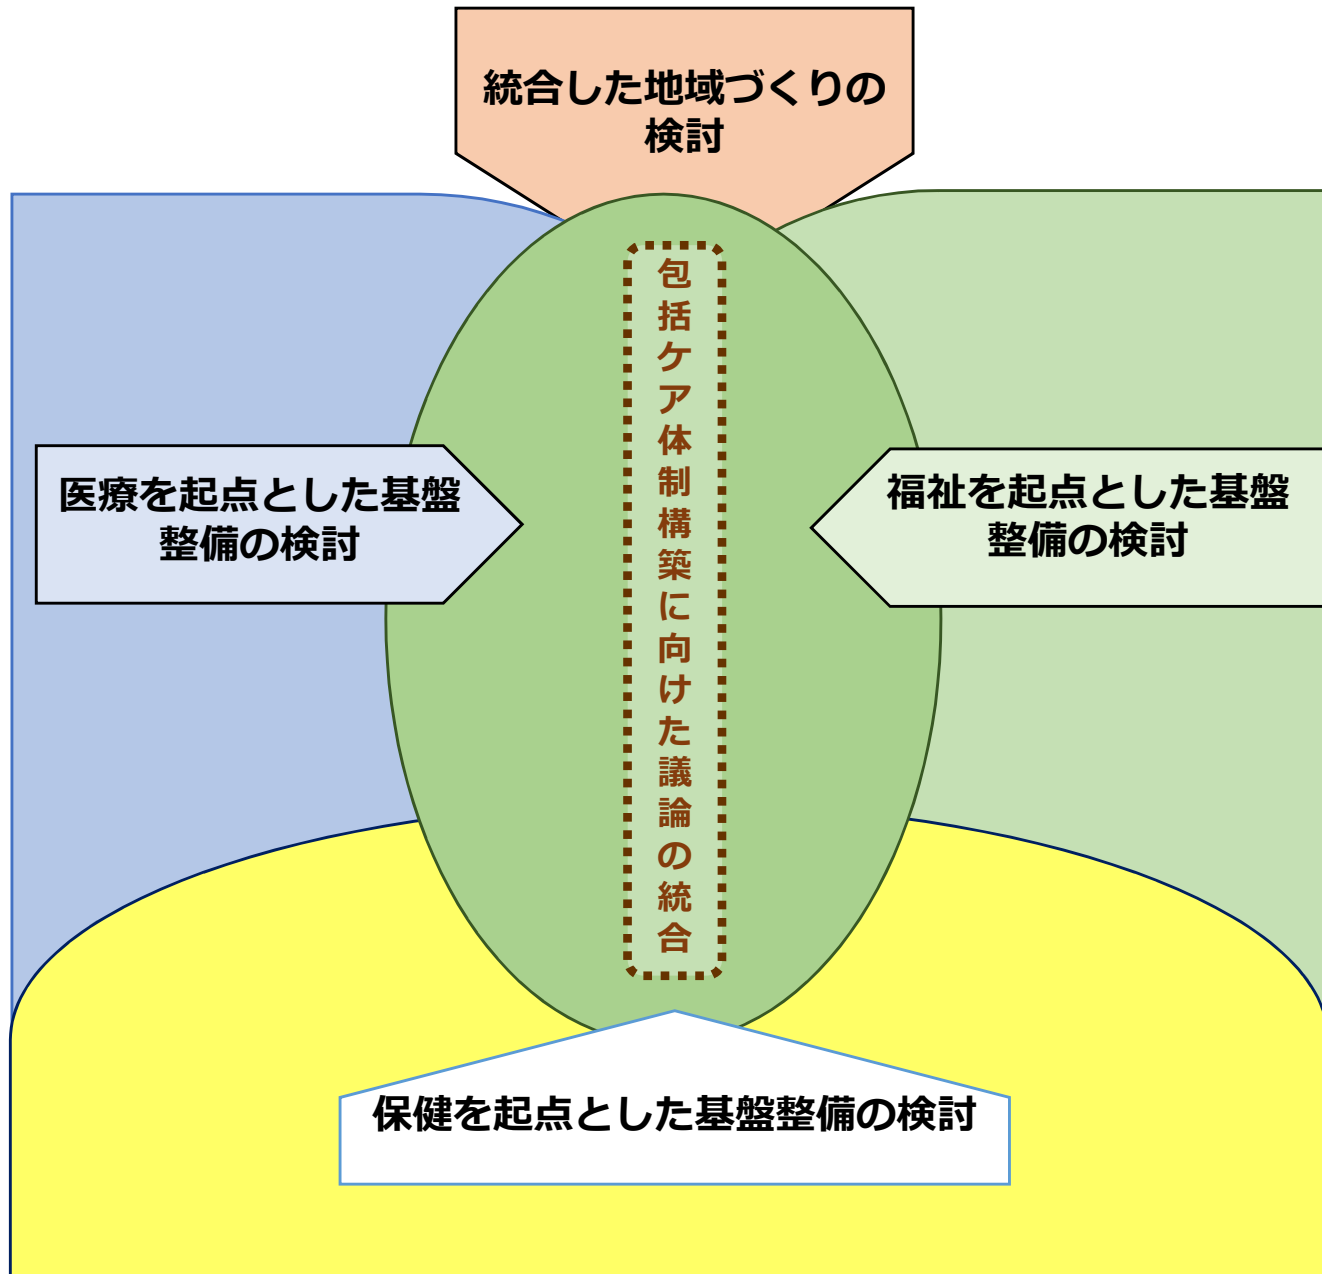 統合した地域づくりの
検討
包括ケア体制構築に向けた議論の統合
医療を起点とした基盤
整備の検討
福祉を起点とした基盤
整備の検討
保健を起点とした基盤整備の検討